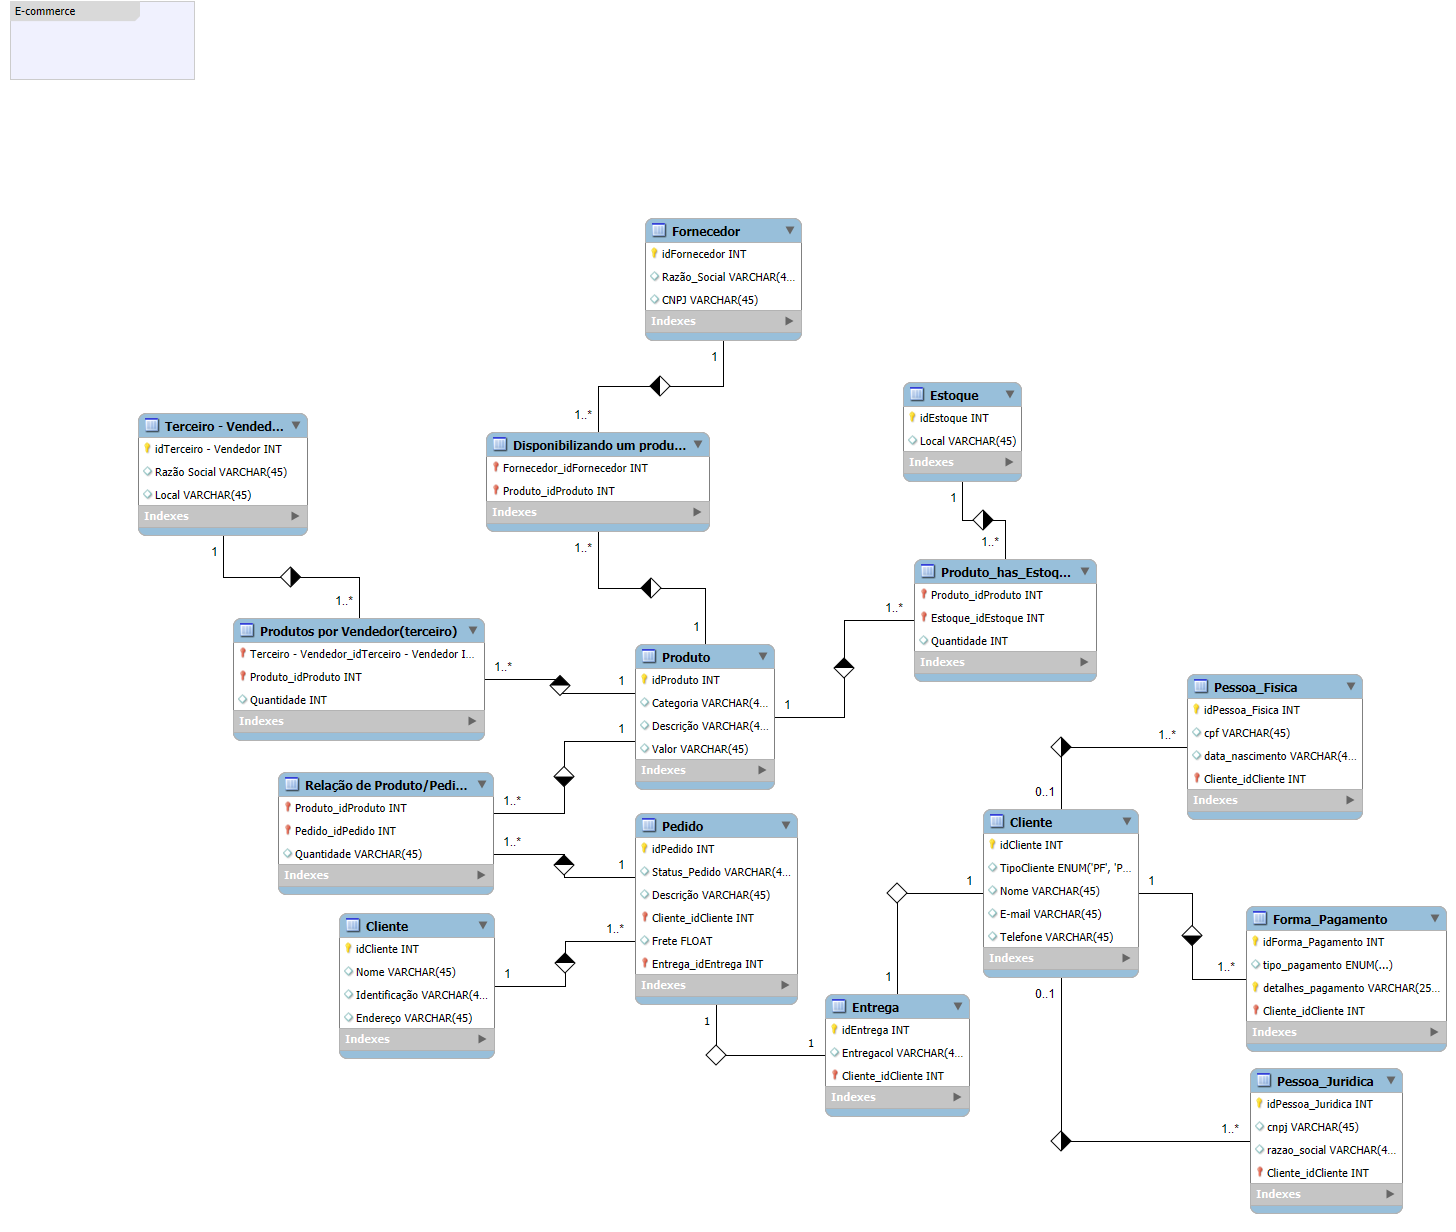 E-commerce
Fornecedor
idFornecedor INT
Razão_Social VARCHAR(4...
CNPJ VARCHAR(45)
Indexes
1
1..*
Estoque
idEstoque INT
Local VARCHAR(45)
Indexes
1
1..*
Terceiro - Vended...
idTerceiro - Vendedor INT
Razão Social VARCHAR(45)
Local VARCHAR(45)
Indexes
1
1..*
Disponibilizando um produ...
Fornecedor_idFornecedor INT
Produto_idProduto INT
Indexes
1..*
1
Produto_has_Estoq...
Produto_idProduto INT
Estoque_idEstoque INT
Quantidade INT
Indexes
1..*
1
Produtos por Vendedor(terceiro)
Terceiro - Vendedor_idTerceiro - Vendedor I...
Produto_idProduto INT
Quantidade INT
Indexes
1..*
1
Produto
idProduto INT
Categoria VARCHAR(4...
Descrição VARCHAR(4...
Valor VARCHAR(45)
Indexes
1
1..*
Pessoa_Fisica
idPessoa_Fisica INT
cpf VARCHAR(45)
data_nascimento VARCHAR(4...
Cliente_idCliente INT
Indexes
1..*
0..1
Relação de Produto/Pedi...
Produto_idProduto INT
Pedido_idPedido INT
Quantidade VARCHAR(45)
Indexes
1..*
1
Pedido
idPedido INT
Status_Pedido VARCHAR(4...
Descrição VARCHAR(45)
Cliente_idCliente INT
Frete FLOAT
Entrega_idEntrega INT
Indexes
1..*
1
Cliente
idCliente INT
TipoCliente ENUM('PF', 'P...
Nome VARCHAR(45)
E-mail VARCHAR(45)
Telefone VARCHAR(45)
Indexes
1
1
0..1
Cliente
idCliente INT
Nome VARCHAR(45)
Identificação VARCHAR(4...
Endereço VARCHAR(45)
Indexes
Forma_Pagamento
idForma_Pagamento INT
tipo_pagamento ENUM(...)
detalhes_pagamento VARCHAR(25...
Cliente_idCliente INT
Indexes
1..*
1
1
1
Entrega
idEntrega INT
Entregacol VARCHAR(4...
Cliente_idCliente INT
Indexes
Pessoa_Juridica
idPessoa_Juridica INT
cnpj VARCHAR(45)
razao_social VARCHAR(4...
Cliente_idCliente INT
Indexes
1..*